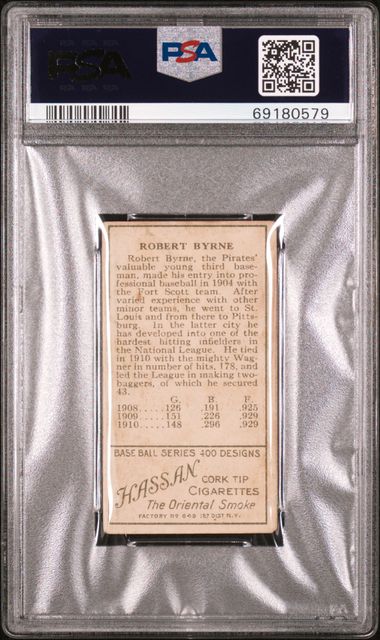 PSA
PSA
69180579
ROBERT BYRNE
Robert Byrne, the Pirates'
valuable young third base-
man, made his entry into pro-
fessional baseball in 1904 with
the Fort Scott team. After
varied experience with other
minor teams, he went to St.
Louis and from there to Pitts-
burg. In the latter city he
has developed into one of the
hardest hitting infielders in
the National League. He tied
in 1910 with the mighty Wag-
ner in number of hits, 178, and
led the League in making two-
baggers, of which he secured
43.
G. B. F.
1908.....126 .191 .925
1909.....151 .226 .929
1910.....148 .296 .929
BASE BALL SERIES 400 DESIGNS
HASSAN
CORK TIP
CIGARETTES
The Oriental Smoke
FACTORY No 649 1ST DIST. N.Y.